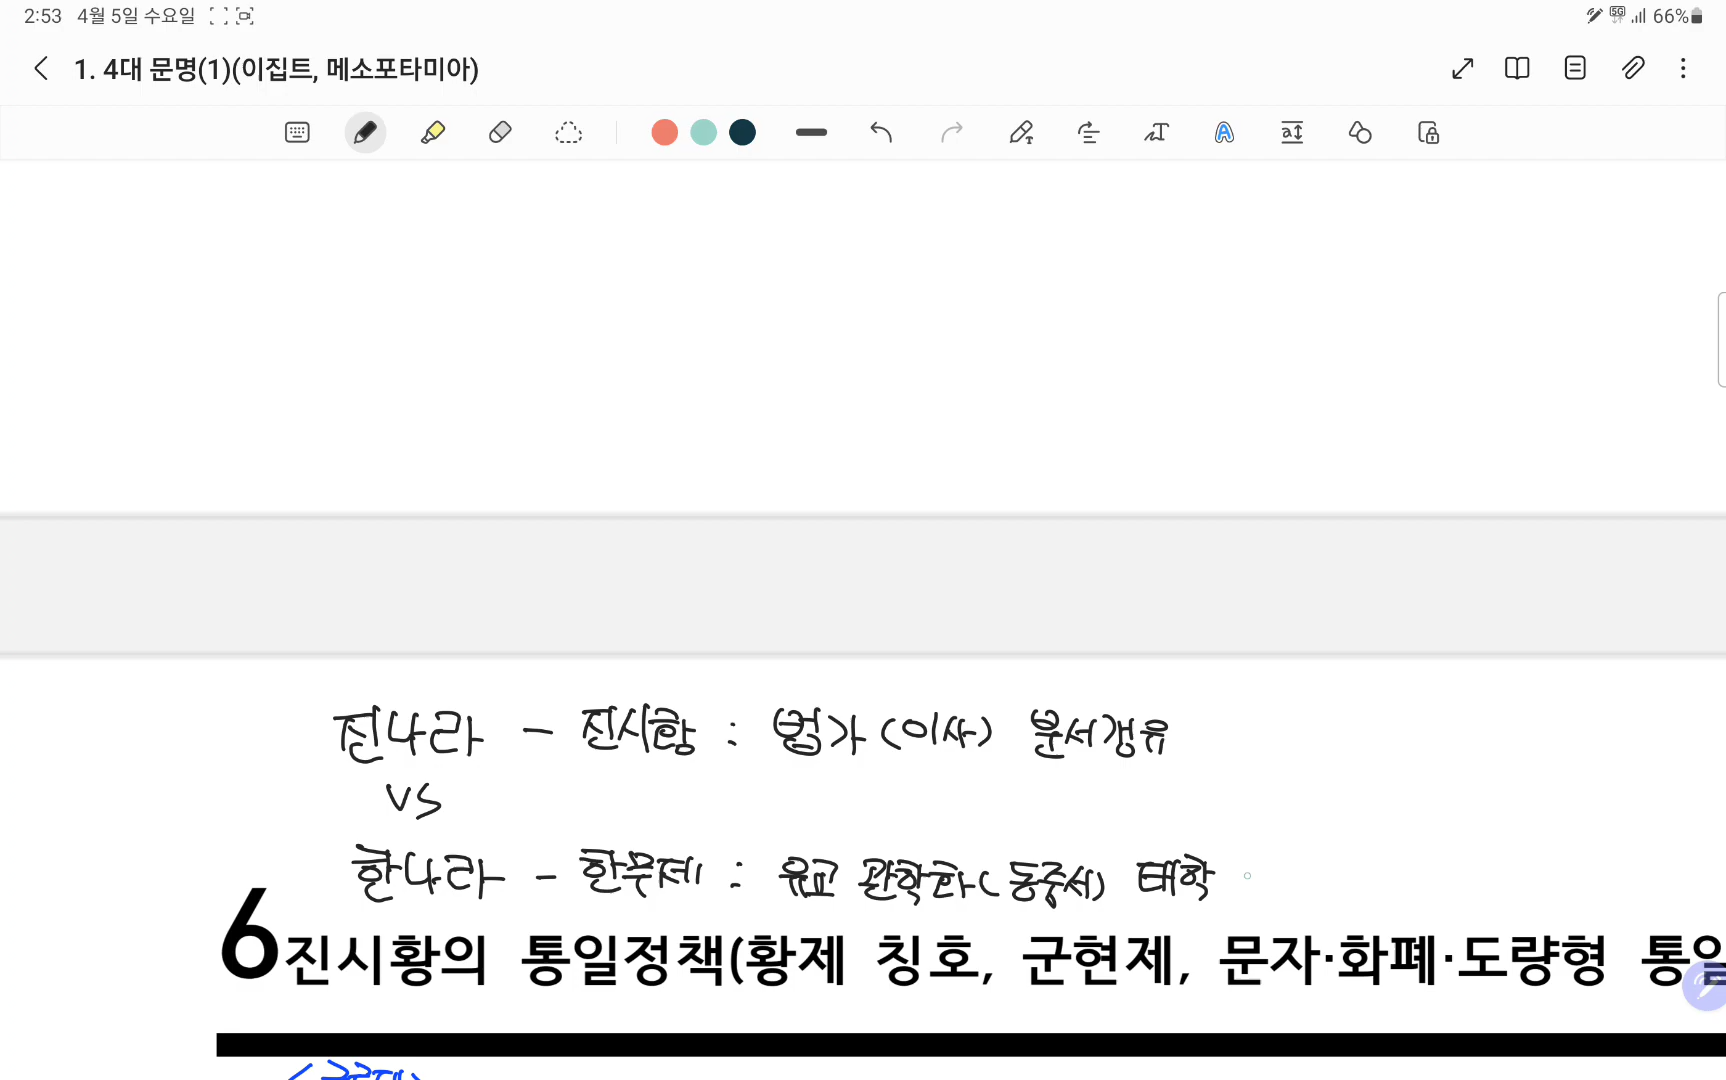 2:53 4월 5일 수요일
5G 66%
1. 4대 문명(1)(이집트, 메소포타미아)
진나라 - 진시황 : 법가 (이사) 분서갱유
VS
한나라 - 한무제 : 유교 관학화 (동중서) 태학
6 진시황의 통일정책(황제 칭호, 군현제, 문자·화폐·도량형 통일